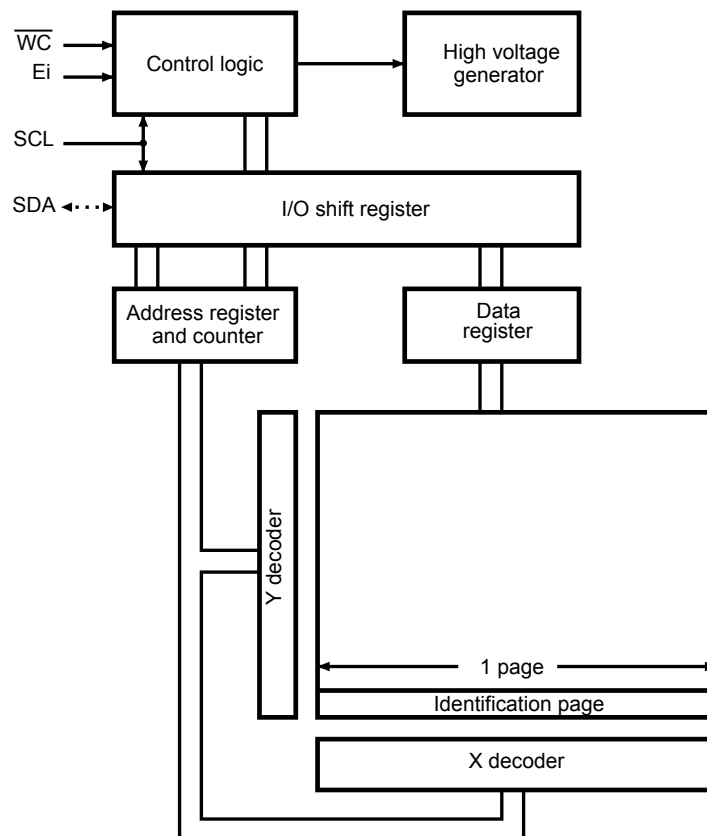 WC
Control logic
High voltage
generator
Ei
SCL
SDA
I/O shift register
Address register
and counter
Data
register
Y decoder
1 page
Identification page
X decoder